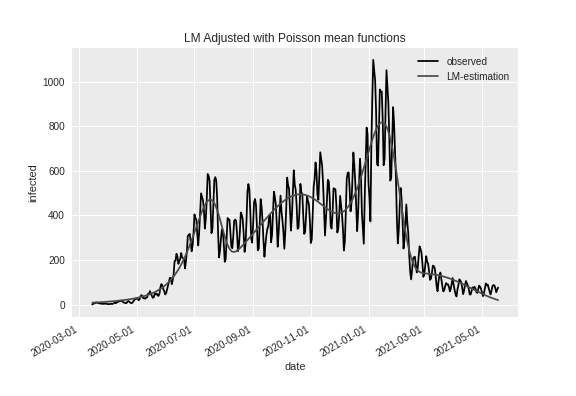 LM Adjusted with Poisson mean functions
observed
LM-estimation
1000
800
600
400
200
0
infected
2020-03-01
2020-05-01
2020-07-01
2020-09-01
2020-11-01
2021-01-01
2021-03-01
2021-05-01
date